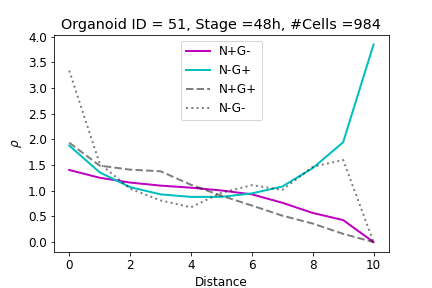 Organoid ID = 51, Stage =48h, #Cells =984
4.0
3.5
3.0
2.5
2.0
1.5
1.0
0.5
0.0
ρ
N+G-
N-G+
N+G+
N-G-
0 2 4 6 8 10
Distance